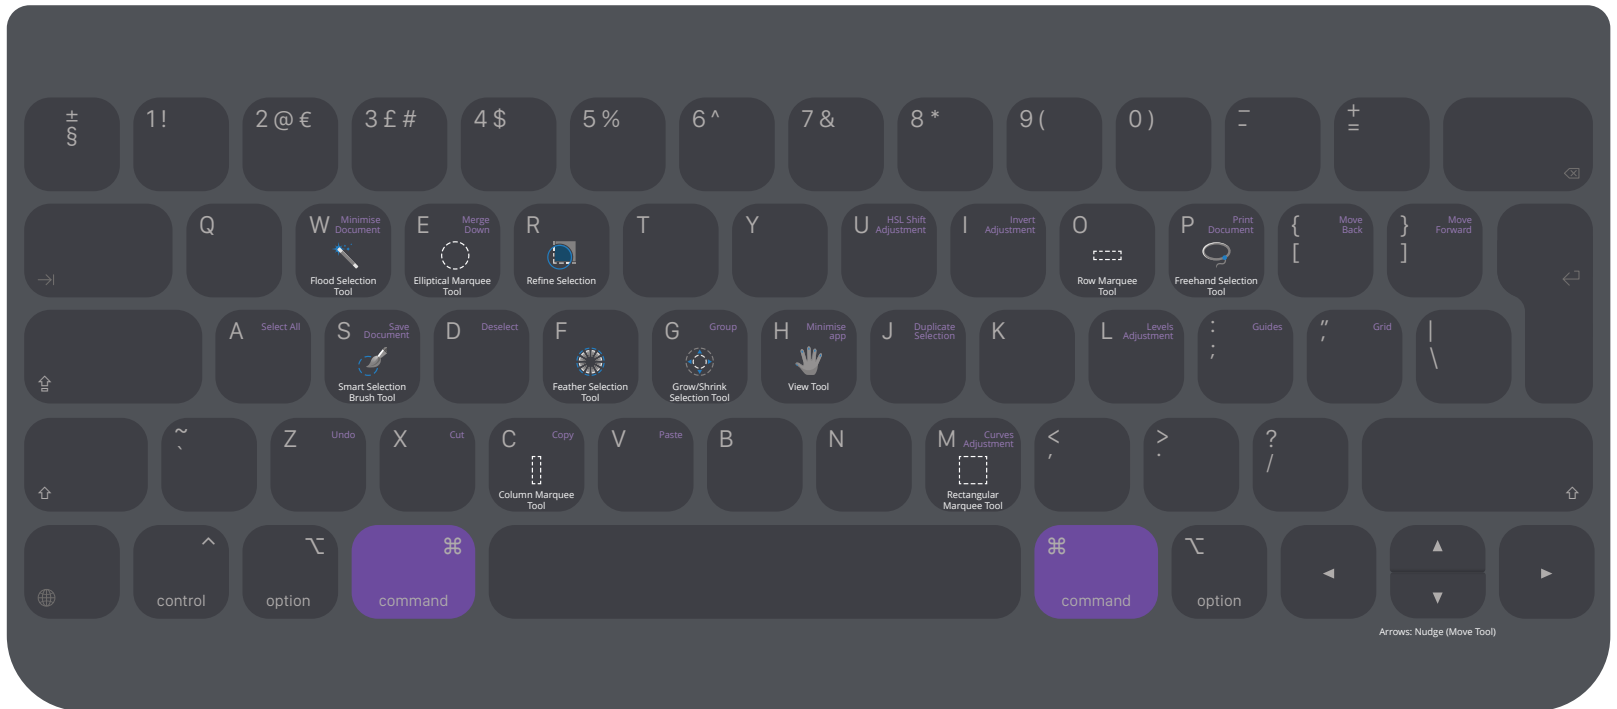 ±
§
1 !
2 @ €
3 £ #
4 $
5 %
6 ^
7 &
8 *
9 (
0 )
_
-
+
=
Q
W
Minimise
Document
Flood Selection
Tool
E
Merge
Down
Elliptical Marquee
Tool
R
Refine Selection
T
Y
U
HSL Shift
Adjustment
I
Invert
Adjustment
O
Row Marquee
Tool
P
Print
Document
Freehand Selection
Tool
{
[
Move
Back
}
]
Move
Forward
A
Select All
S
Save
Document
Smart Selection
Brush Tool
D
Deselect
F
Feather Selection
Tool
G
Group
Grow/Shrink
Selection Tool
H
Minimise
app
View Tool
J
Duplicate
Selection
K
L
Levels
Adjustment
:
;
Guides
"
,
Grid
|
\
~
`
Z
Undo
X
Cut
C
Copy
Column Marquee
Tool
V
Paste
B
N
M
Curves
Adjustment
Rectangular
Marquee Tool
<
,
>
.
?
/
^
control
⌥
option
⌘
command
⌘
command
⌥
option
◀
▲
▼
▶
Arrows: Nudge (Move Tool)